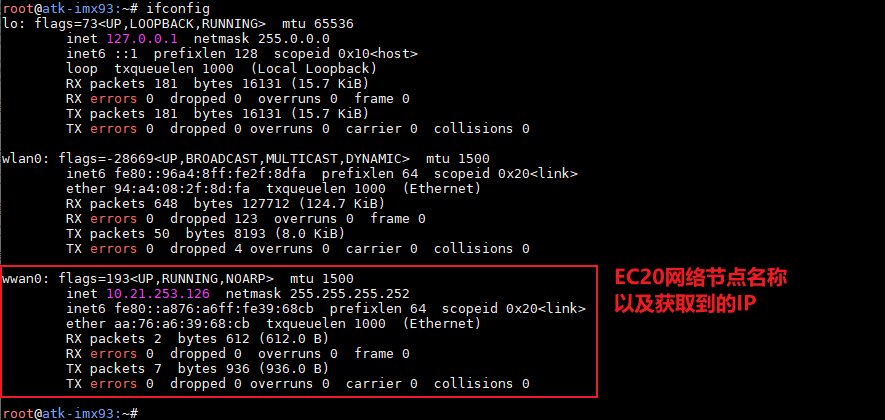 root@atk-imx93:~# ifconfig
lo: flags=73<UP,LOOPBACK,RUNNING>  mtu 65536
        inet 127.0.0.1  netmask 255.0.0.0
        inet6 ::1  prefixlen 128  scopeid 0x10<host>
        loop  txqueuelen 1000  (Local Loopback)
        RX packets 181  bytes 16131 (15.7 KiB)
        RX errors 0  dropped 0  overruns 0  frame 0
        TX packets 181  bytes 16131 (15.7 KiB)
        TX errors 0  dropped 0 overruns 0  carrier 0  collisions 0
wlan0: flags=-28669<UP,BROADCAST,MULTICAST,DYNAMIC>  mtu 1500
        inet6 fe80::96a4:8ff:fe2f:8dfa  prefixlen 64  scopeid 0x20<link>
        ether 94:a4:08:2f:8d:fa  txqueuelen 1000  (Ethernet)
        RX packets 648  bytes 127712 (124.7 KiB)
        RX errors 0  dropped 123  overruns 0  frame 0
        TX packets 50  bytes 8193 (8.0 KiB)
        TX errors 0  dropped 4 overruns 0  carrier 0  collisions 0
wwan0: flags=193<UP,RUNNING,NOARP>  mtu 1500
        inet 10.21.253.126  netmask 255.255.255.252
        inet6 fe80::a876:a6ff:fe39:68cb  prefixlen 64  scopeid 0x20<link>
        ether aa:76:a6:39:68:cb  txqueuelen 1000  (Ethernet)
        RX packets 2  bytes 612 (612.0 B)
        RX errors 0  dropped 0  overruns 0  frame 0
        TX packets 7  bytes 936 (936.0 B)
        TX errors 0  dropped 0 overruns 0  carrier 0  collisions 0
EC20网络节点名称
以及获取到的IP
root@atk-imx93:~#